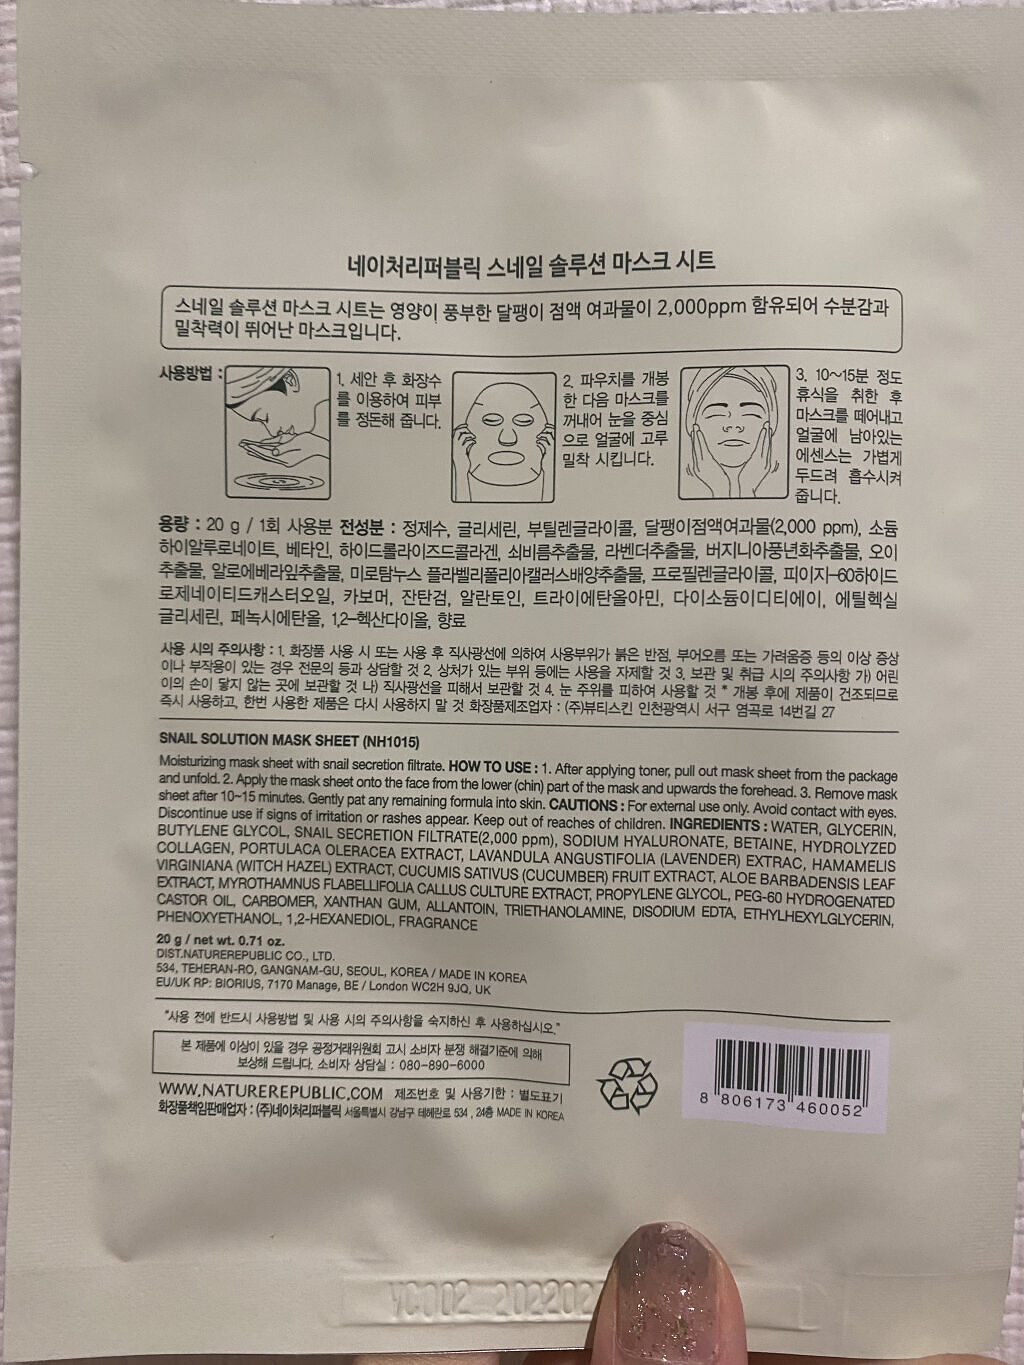 네이처리퍼블릭 스네일 솔루션 마스크 시트
스네일 솔루션 마스크 시트는 영양이 풍부한 달팽이 점액 여과물이 2,000ppm 함유되어 수분감과
밀착력이 뛰어난 마스크입니다.
사용방법 :
1. 세안 후 화장수
를 이용하여 피부
를 정돈해 줍니다.
2. 파우치를 개봉
한 다음 마스크를
꺼내어 눈을 중심
으로 얼굴에 고루
밀착 시킵니다.
3. 10~15분 정도
휴식을 취한 후
마스크를 떼어내고
얼굴에 남아있는
에센스는 가볍게
두드려 흡수시켜
줍니다.
용량 : 20 g / 1회 사용분 전성분 : 정제수, 글리세린, 부틸렌글라이콜, 달팽이점액여과물(2,000 ppm), 소듐
하이알루로네이트, 베타인, 하이드롤라이즈드콜라겐, 쇠비름추출물, 라벤더추출물, 버지니아풍년화추출물, 오이
추출물, 알로에베라잎추출물, 미로탐누스 플라벨리폴리아캘러스배양추출물, 프로필렌글라이콜, 피이지-60하이드
로제네이티드캐스터오일, 카보머, 잔탄검, 알란토인, 트라이에탄올아민, 다이소듐이디티에이, 에틸헥실
글리세린, 페녹시에탄올, 1,2-헥산다이올, 향료
사용 시의 주의사항 : 1. 화장품 사용 시 또는 사용 후 직사광선에 의하여 사용부위가 붉은 반점, 부어오름 또는 가려움증 등의 이상 증상
이나 부작용이 있는 경우 전문의 등과 상담할 것 2. 상처가 있는 부위 등에는 사용을 자제할 것 3. 보관 및 취급 시의 주의사항 가) 어린
이의 손이 닿지 않는 곳에 보관할 것 나) 직사광선을 피해서 보관할 것 4. 눈 주위를 피하여 사용할 것 * 개봉 후에 제품이 건조되므로
즉시 사용하고, 한번 사용한 제품은 다시 사용하지 말 것 화장품제조업자 : (주)뷰티스킨 인천광역시 서구 염곡로 14번길 27
SNAIL SOLUTION MASK SHEET (NH1015)
Moisturizing mask sheet with snail secretion filtrate. HOW TO USE : 1. After applying toner, pull out mask sheet from the package
and unfold. 2. Apply the mask sheet onto the face from the lower (chin) part of the mask and upwards the forehead. 3. Remove mask
sheet after 10~15 minutes. Gently pat any remaining formula into skin. CAUTIONS : For external use only. Avoid contact with eyes.
Discontinue use if signs of irritation or rashes appear. Keep out of reaches of children. INGREDIENTS : WATER, GLYCERIN,
BUTYLENE GLYCOL, SNAIL SECRETION FILTRATE(2,000 ppm), SODIUM HYALURONATE, BETAINE, HYDROLYZED
COLLAGEN, PORTULACA OLERACEA EXTRACT, LAVANDULA ANGUSTIFOLIA (LAVENDER) EXTRAC, HAMAMELIS
VIRGINIANA (WITCH HAZEL) EXTRACT, CUCUMIS SATIVUS (CUCUMBER) FRUIT EXTRACT, ALOE BARBADENSIS LEAF
EXTRACT, MYROTHAMNUS FLABELLIFOLIA CALLUS CULTURE EXTRACT, PROPYLENE GLYCOL, PEG-60 HYDROGENATED
CASTOR OIL, CARBOMER, XANTHAN GUM, ALLANTOIN, TRIETHANOLAMINE, DISODIUM EDTA, ETHYLHEXYLGLYCERIN,
PHENOXYETHANOL, 1,2-HEXANEDIOL, FRAGRANCE
20 g / net wt. 0.71 oz.
DIST.NATUREREPUBLIC CO., LTD.
534, TEHERAN-RO, GANGNAM-GU, SEOUL, KOREA / MADE IN KOREA
EU/UK RP: BIORIUS, 7170 Manage, BE / London WC2H 9JQ, UK
"사용 전에 반드시 사용방법 및 사용 시의 주의사항을 숙지하신 후 사용하십시오."
본 제품에 이상이 있을 경우 공정거래위원회 고시 소비자 분쟁 해결기준에 의해
보상해 드립니다. 소비자 상담실 : 080-890-6000
WWW.NATUREREPUBLIC.COM 제조번호 및 사용기한 : 별도표기
화장품책임판매업자 : (주)네이처리퍼블릭 서울특별시 강남구 테헤란로 534 , 24층 MADE IN KOREA
8 806173 460052
YC002 202202